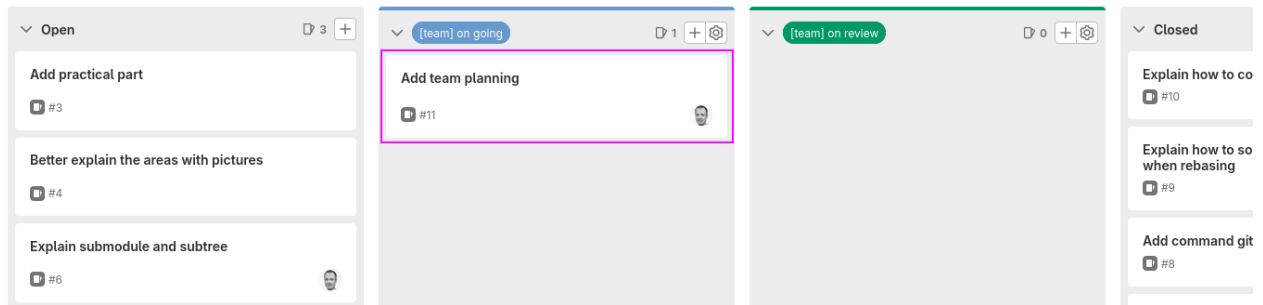 Open 3
Add practical part
#3
Better explain the areas with pictures
#4
Explain submodule and subtree
#6
[team] on going 1
Add team planning
#11
[team] on review 0
Closed
Explain how to co
#10
Explain how to so
when rebasing
#9
Add command git
#8